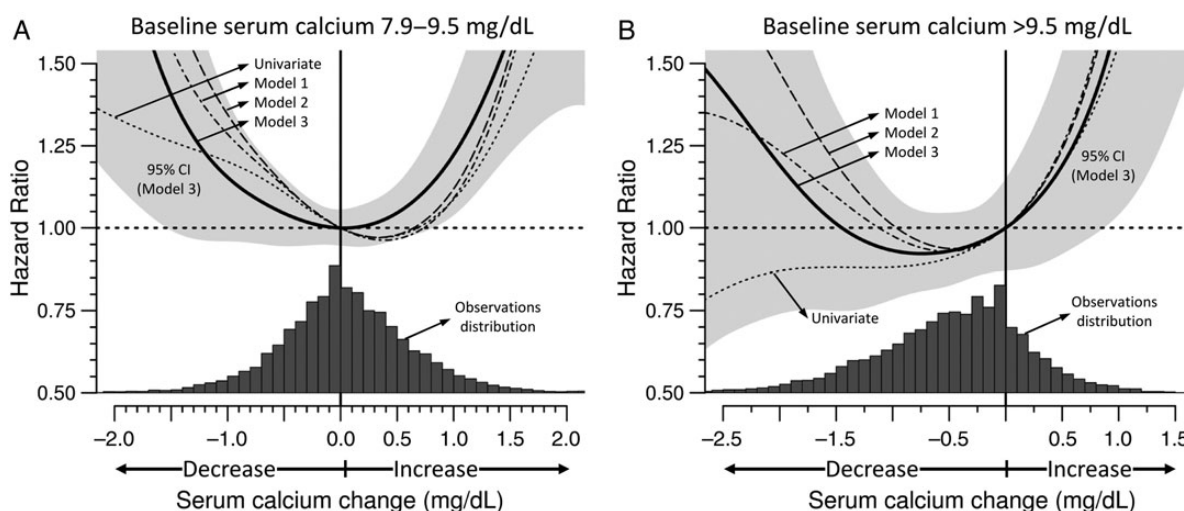 A
Baseline serum calcium 7.9–9.5 mg/dL
Hazard Ratio
1.50
1.25
1.00
0.75
0.50
Univariate
Model 1
Model 2
Model 3
95% CI
(Model 3)
Observations
distribution
–2.0
–1.0
0.0
0.5
1.0
1.5
2.0
Decrease
Increase
Serum calcium change (mg/dL)
B
Baseline serum calcium >9.5 mg/dL
Hazard Ratio
1.50
1.25
1.00
0.75
0.50
Model 1
Model 2
Model 3
95% CI
(Model 3)
Univariate
Observations
distribution
–2.5
–1.5
–0.5
0.5
1.0
1.5
Decrease
Increase
Serum calcium change (mg/dL)